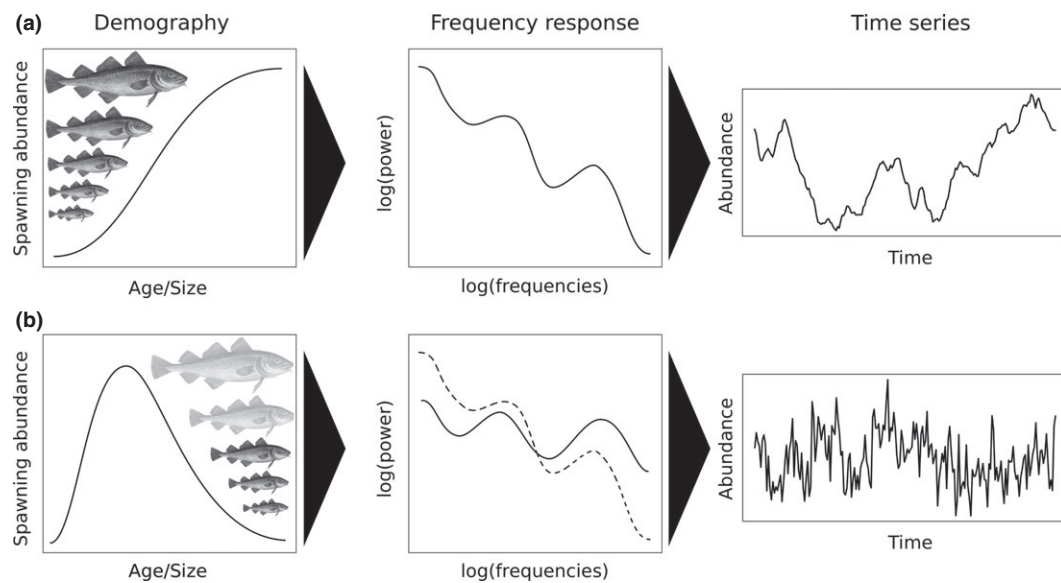 (a)
Demography
Frequency response
Time series
Spawning abundance
Age/Size
log(power)
log(frequencies)
Abundance
Time
(b)
Spawning abundance
Age/Size
log(power)
log(frequencies)
Abundance
Time